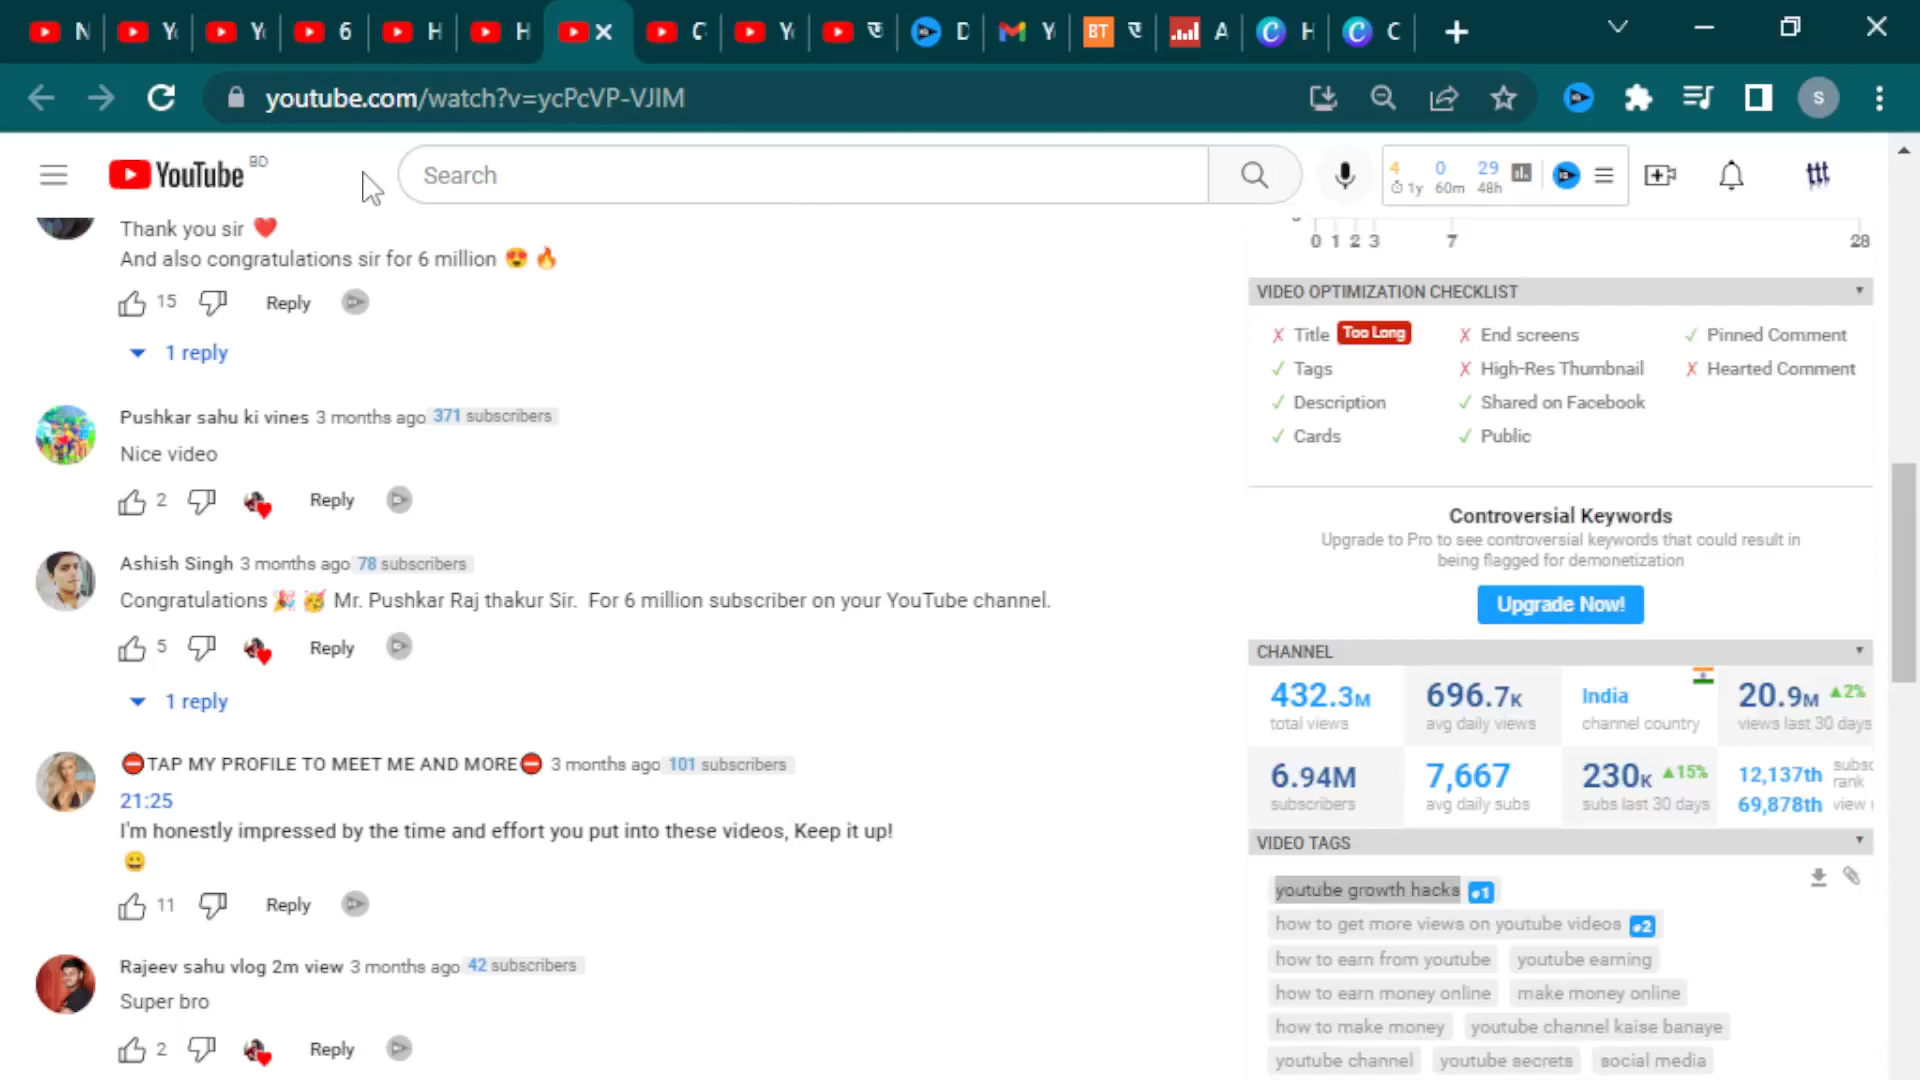 N
Y
Y
6
H
H
C
Y
ह
D
Y
BT
ह
A
H
C
youtube.com/watch?v=ycPcVP-VJIM
S
YouTube BD
Search
4 0 29
1y 60m 48h
ttt
Thank you sir ❤️
And also congratulations sir for 6 million 😍 🔥
15 Reply
1 reply
Pushkar sahu ki vines 3 months ago 371 subscribers
Nice video
2 Reply
Ashish Singh 3 months ago 78 subscribers
Congratulations 🎉 🥳 Mr. Pushkar Raj thakur Sir. For 6 million subscriber on your YouTube channel.
5 Reply
1 reply
⛔TAP MY PROFILE TO MEET ME AND MORE⛔ 3 months ago 101 subscribers
21:25
I'm honestly impressed by the time and effort you put into these videos, Keep it up!
😀
11 Reply
Rajeev sahu vlog 2m view 3 months ago 42 subscribers
Super bro
2 Reply
0 1 2 3 7 28
VIDEO OPTIMIZATION CHECKLIST
✗ Title Too Long ✗ End screens ✓ Pinned Comment
✓ Tags ✗ High-Res Thumbnail ✗ Hearted Comment
✓ Description ✓ Shared on Facebook
✓ Cards ✓ Public
Controversial Keywords
Upgrade to Pro to see controversial keywords that could result in
being flagged for demonetization
Upgrade Now!
CHANNEL
432.3M 696.7K India 20.9M ▲2%
total views avg daily views channel country views last 30 days
6.94M 7,667 230K ▲15% 12,137th subsc rank
subscribers avg daily subs subs last 30 days 69,878th view
VIDEO TAGS
youtube growth hacks 1
how to get more views on youtube videos 2
how to earn from youtube youtube earning
how to earn money online make money online
how to make money youtube channel kaise banaye
youtube channel youtube secrets social media